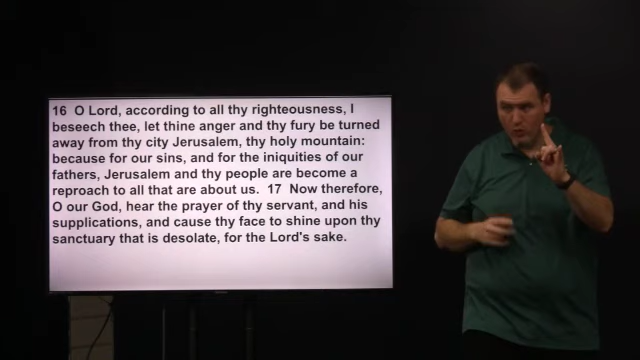 16 O Lord, according to all thy righteousness, I
beseech thee, let thine anger and thy fury be turned
away from thy city Jerusalem, thy holy mountain:
because for our sins, and for the iniquities of our
fathers, Jerusalem and thy people are become a
reproach to all that are about us. 17 Now therefore,
O our God, hear the prayer of thy servant, and his
supplications, and cause thy face to shine upon thy
sanctuary that is desolate, for the Lord's sake.